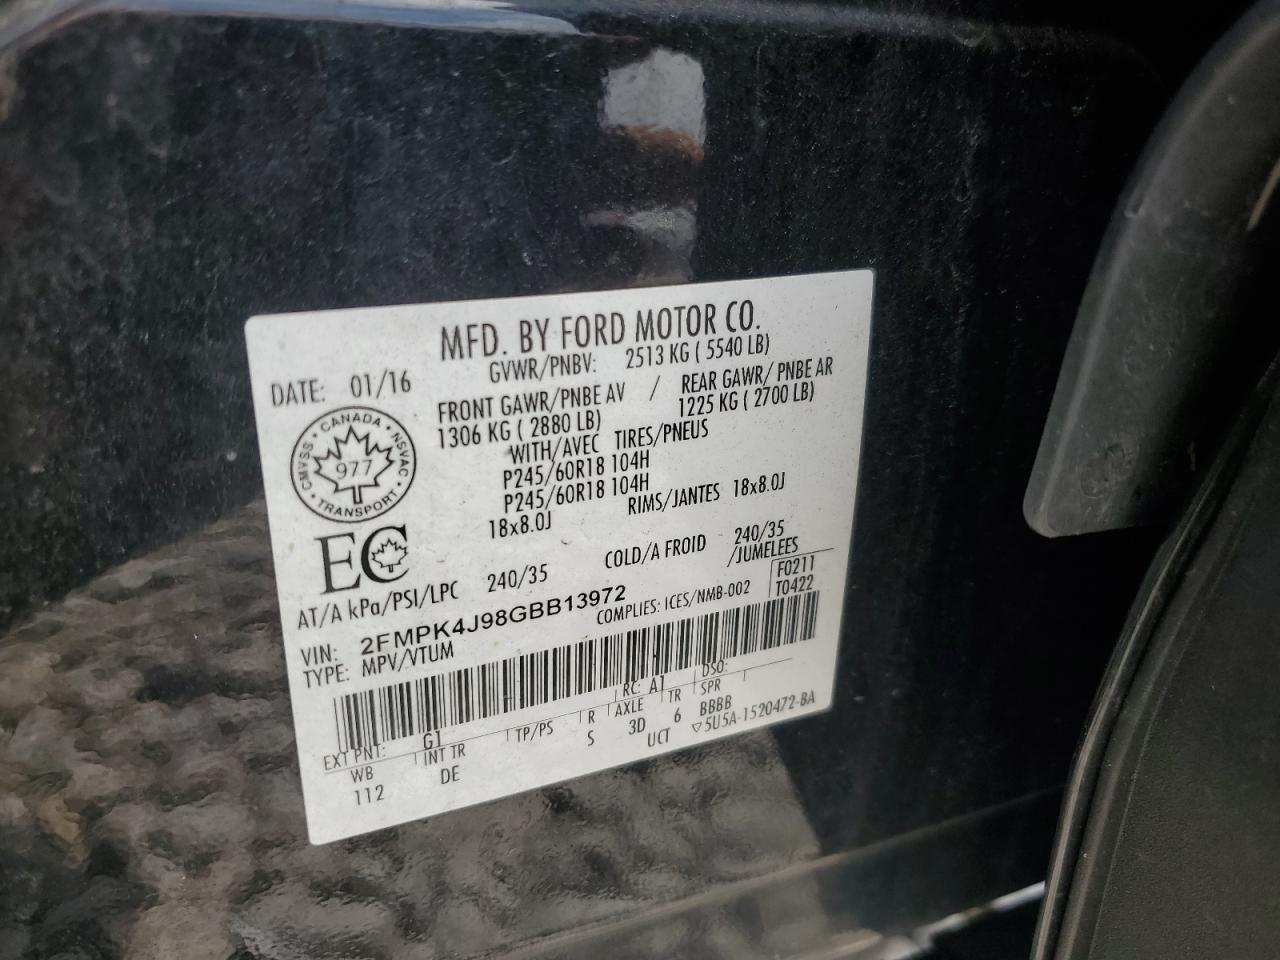 MFD. BY FORD MOTOR CO.
DATE: 01/16
GVWR/PNBV: 2513 KG ( 5540 LB)
FRONT GAWR/PNBE AV / REAR GAWR/ PNBE AR
1306 KG ( 2880 LB) 1225 KG ( 2700 LB)
WITH/AVEC TIRES/PNEUS
P245/60R18 104H
P245/60R18 104H
18x8.0J RIMS/JANTES 18x8.0J
CMVSS · CANADA · NSVAC · TRANSPORT ·
977
EC
AT/A kPa/PSI/LPC 240/35 COLD/A FROID 240/35
/JUMELEES
VIN: 2FMPK4J98GBB13972
COMPLIES: ICES/NMB-002
F0211
T0422
TYPE: MPV/VTUM
EXT PNT: G1 RC: A1 DSO:
WB INT TR TP/PS R AXLE TR SPR
112 DE S 3D 6 BBBB
UCT ▽5U5A-1520472-BA